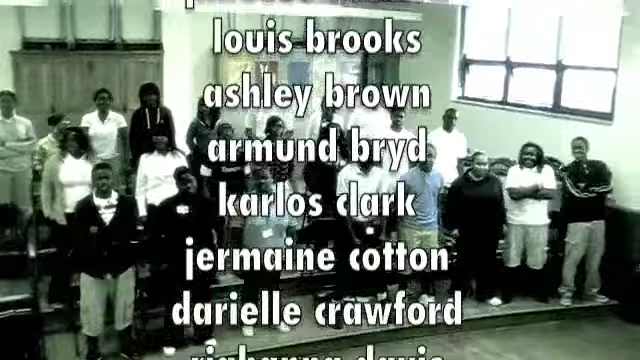 louis brooks
ashley brown
armund bryd
karlos clark
jermaine cotton
darielle crawford